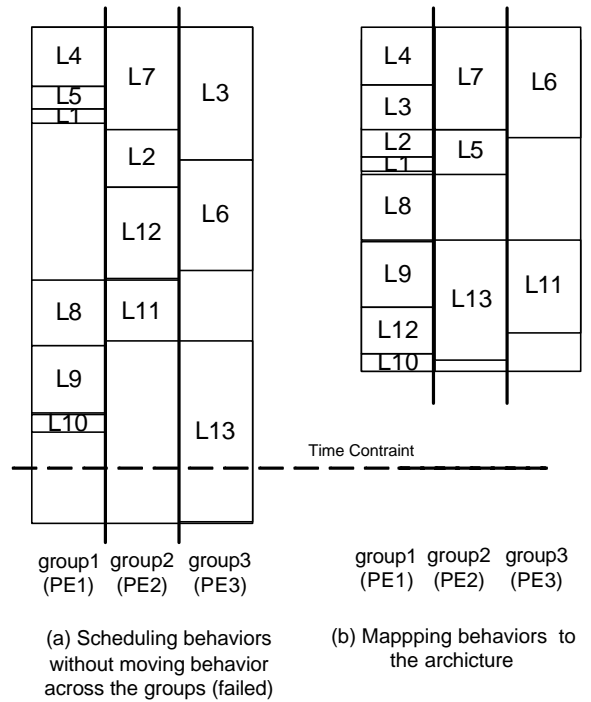 L4
L5
L1
L7
L3
L2
L12
L6
L8
L11
L9
L10
L13
L4
L7
L6
L3
L2
L1
L5
L8
L9
L13
L11
L12
L10
Time Contraint
group1 group2 group3
(PE1) (PE2) (PE3)
group1 group2 group3
(PE1) (PE2) (PE3)
(a) Scheduling behaviors
without moving behavior
across the groups (failed)
(b) Mappping behaviors to
the archicture